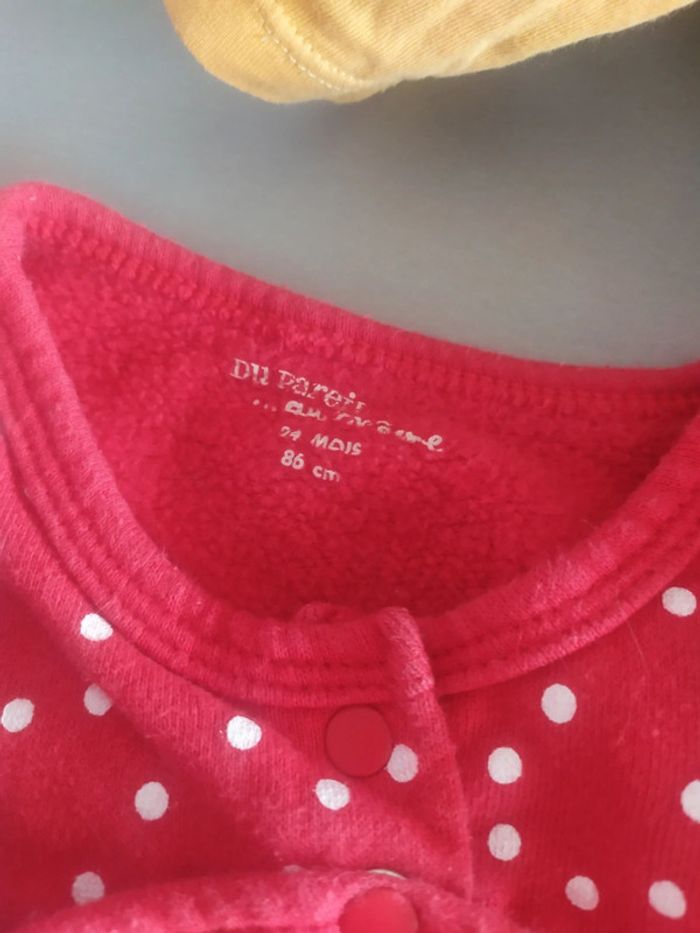 Du Pareil
... au même
24 MOIS
86 cm